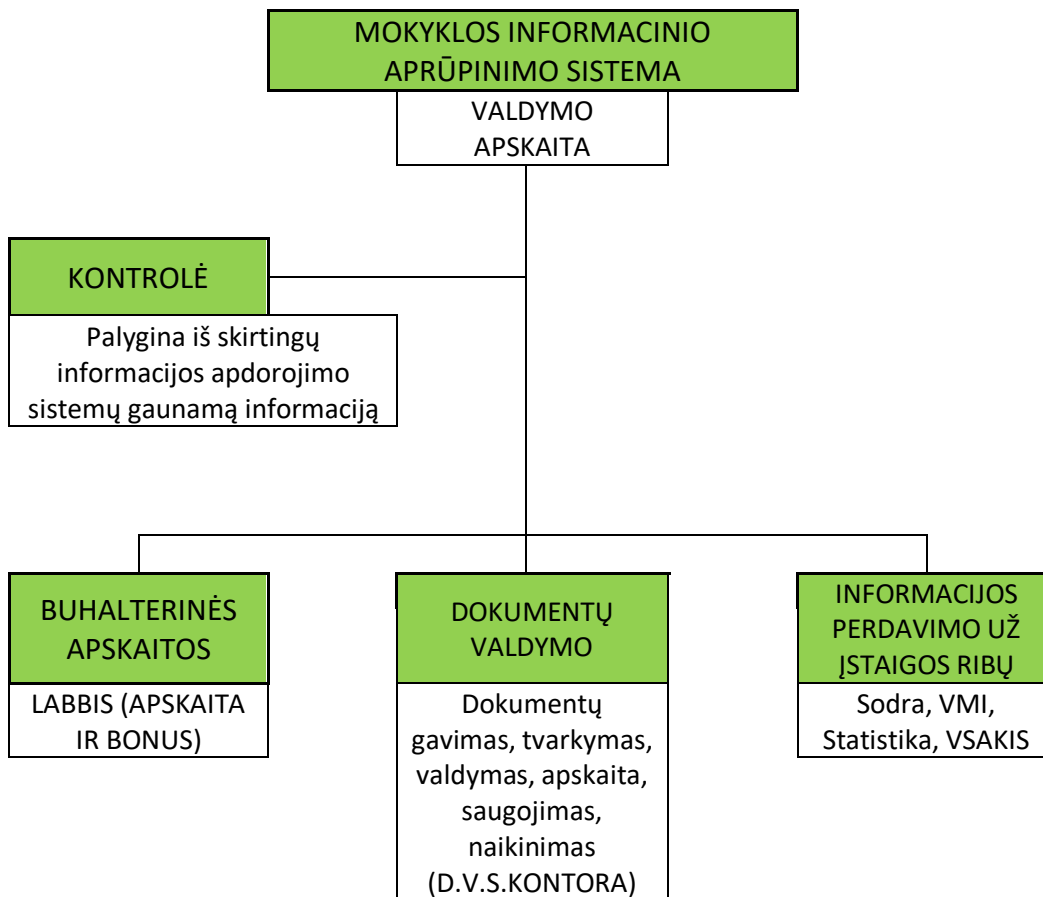 MOKYKLOS INFORMACINIO
APRŪPINIMO SISTEMA
VALDYMO
APSKAITA
KONTROLĖ
Palygina iš skirtingų
informacijos apdorojimo
sistemų gaunamą informaciją
BUHALTERINĖS
APSKAITOS
LABBIS (APSKAITA
IR BONUS)
DOKUMENTŲ
VALDYMO
Dokumentų
gavimas, tvarkymas,
valdymas, apskaita,
saugojimas,
naikinimas
(D.V.S.KONTORA)
INFORMACIJOS
PERDAVIMO UŽ
ĮSTAIGOS RIBŲ
Sodra, VMI,
Statistika, VSAKIS